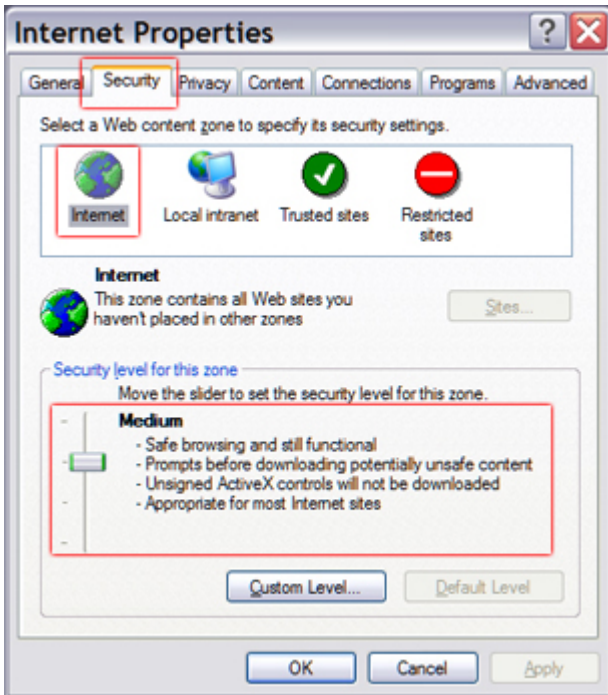 Internet Properties
General Security Privacy Content Connections Programs Advanced
Select a Web content zone to specify its security settings.
Internet Local intranet Trusted sites Restricted
sites
Internet
This zone contains all Web sites you
haven't placed in other zones
Sites...
Security level for this zone
Move the slider to set the security level for this zone.
Medium
- Safe browsing and still functional
- Prompts before downloading potentially unsafe content
- Unsigned ActiveX controls will not be downloaded
- Appropriate for most Internet sites
Custom Level... Default Level
OK Cancel Apply